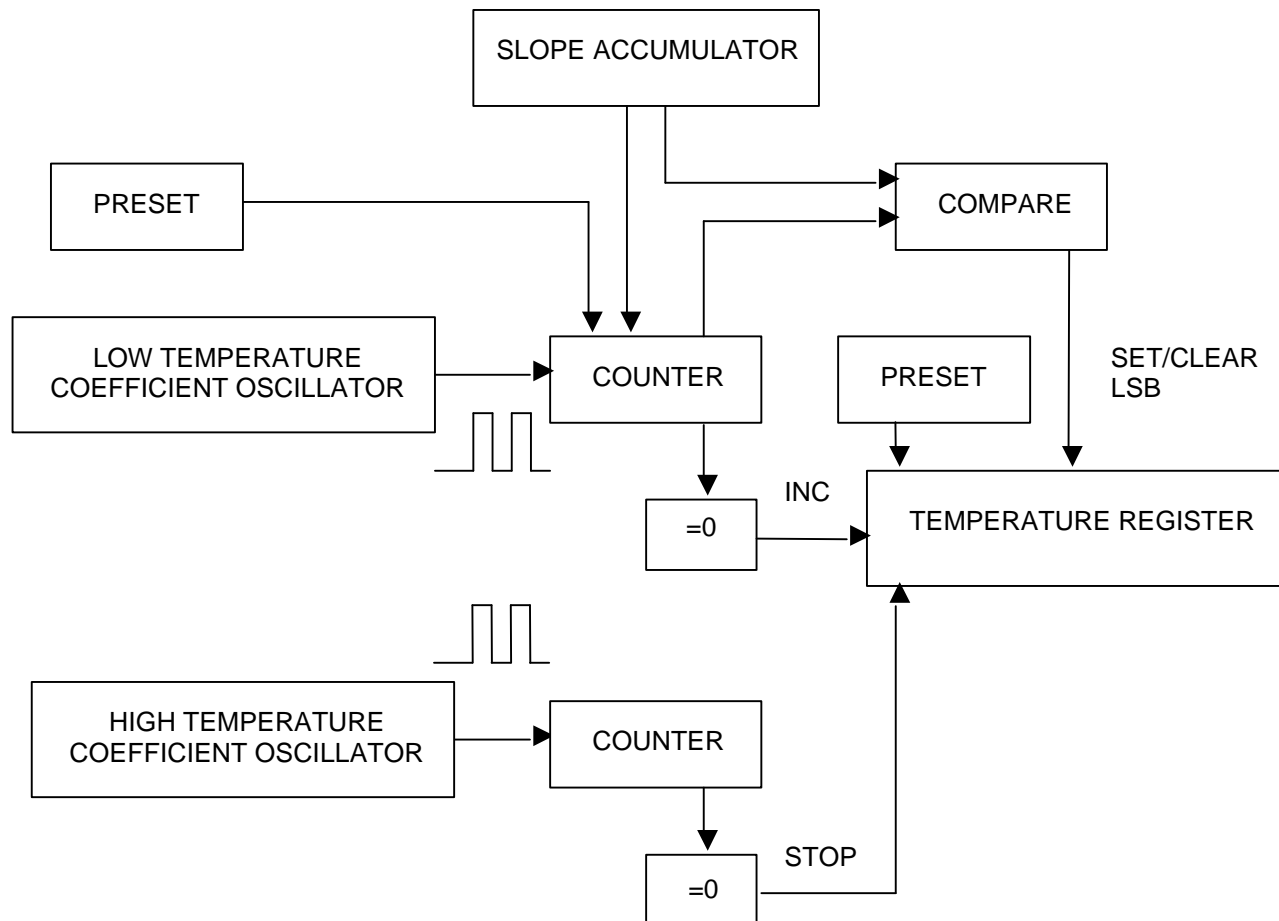 SLOPE ACCUMULATOR
PRESET
COMPARE
LOW TEMPERATURE
COEFFICIENT OSCILLATOR
COUNTER
PRESET
SET/CLEAR
LSB
=0
INC
TEMPERATURE REGISTER
HIGH TEMPERATURE
COEFFICIENT OSCILLATOR
COUNTER
=0
STOP